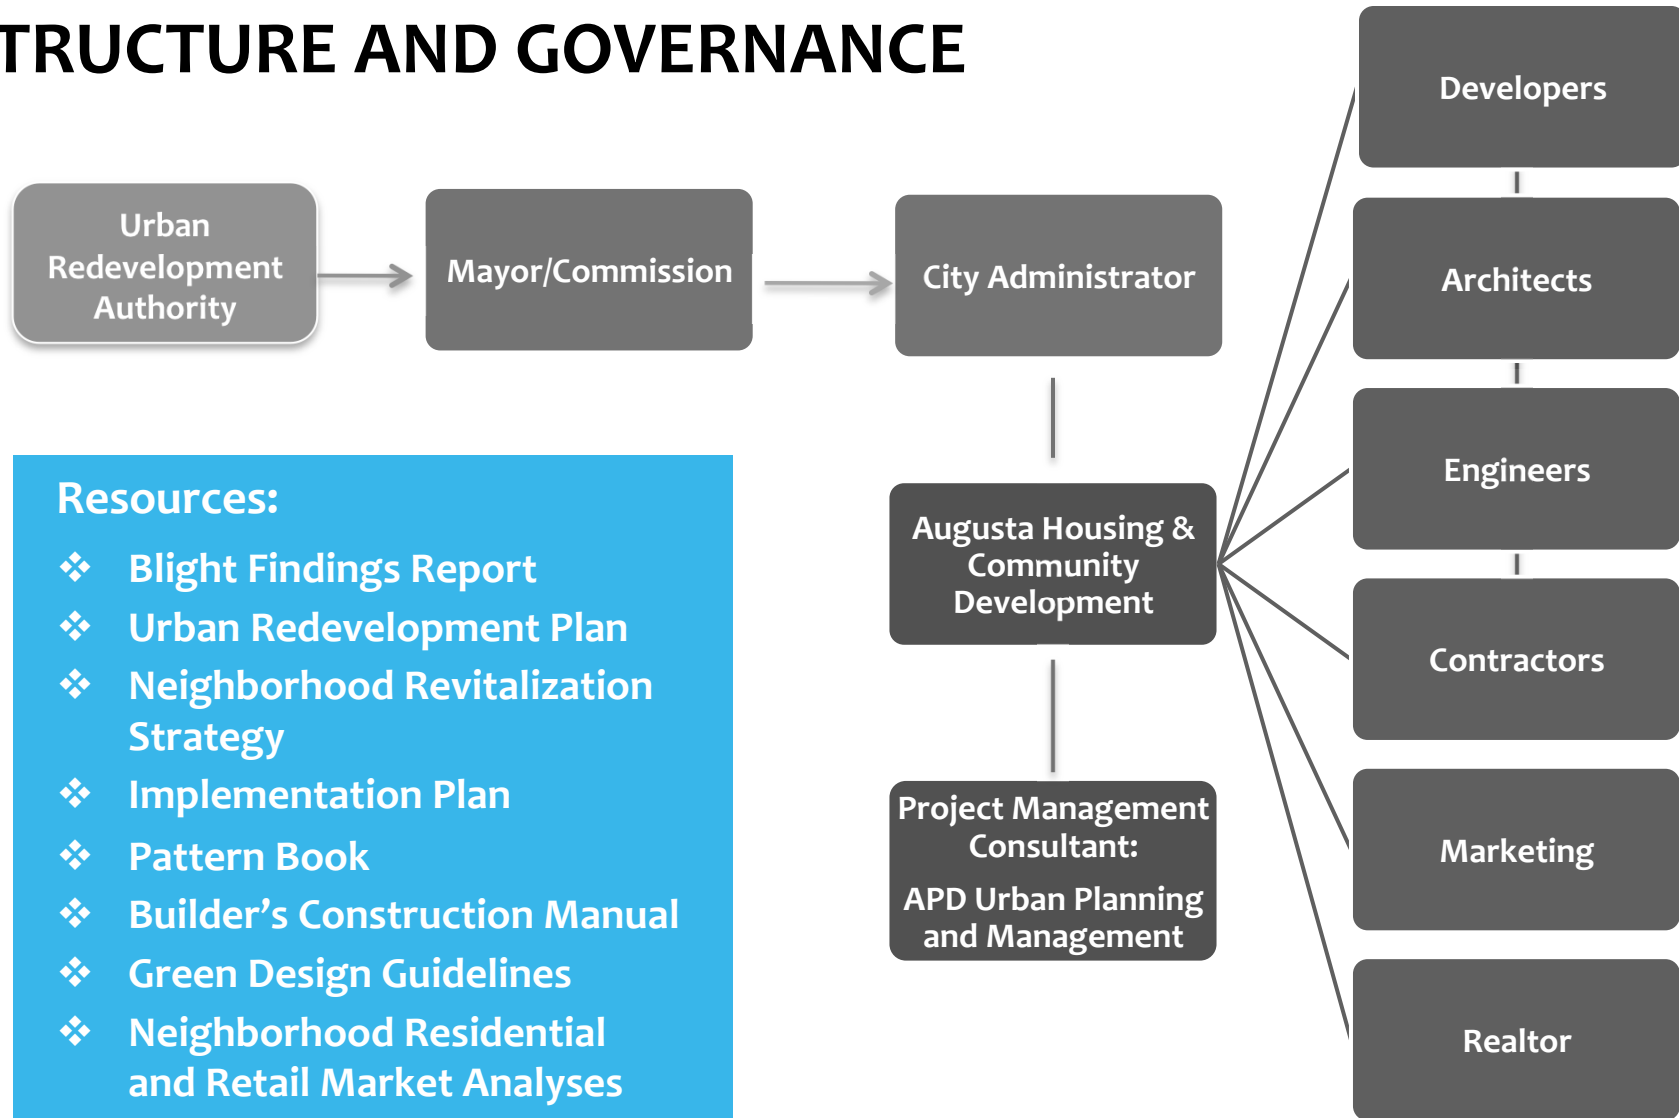 TRUCTURE AND GOVERNANCE
Urban
Redevelopment
Authority
Mayor/Commission
City Administrator
Augusta Housing &
Community
Development
Project Management
Consultant:
APD Urban Planning
and Management
Developers
Architects
Engineers
Contractors
Marketing
Realtor
Resources:
❖ Blight Findings Report
❖ Urban Redevelopment Plan
❖ Neighborhood Revitalization
Strategy
❖ Implementation Plan
❖ Pattern Book
❖ Builder’s Construction Manual
❖ Green Design Guidelines
❖ Neighborhood Residential
and Retail Market Analyses